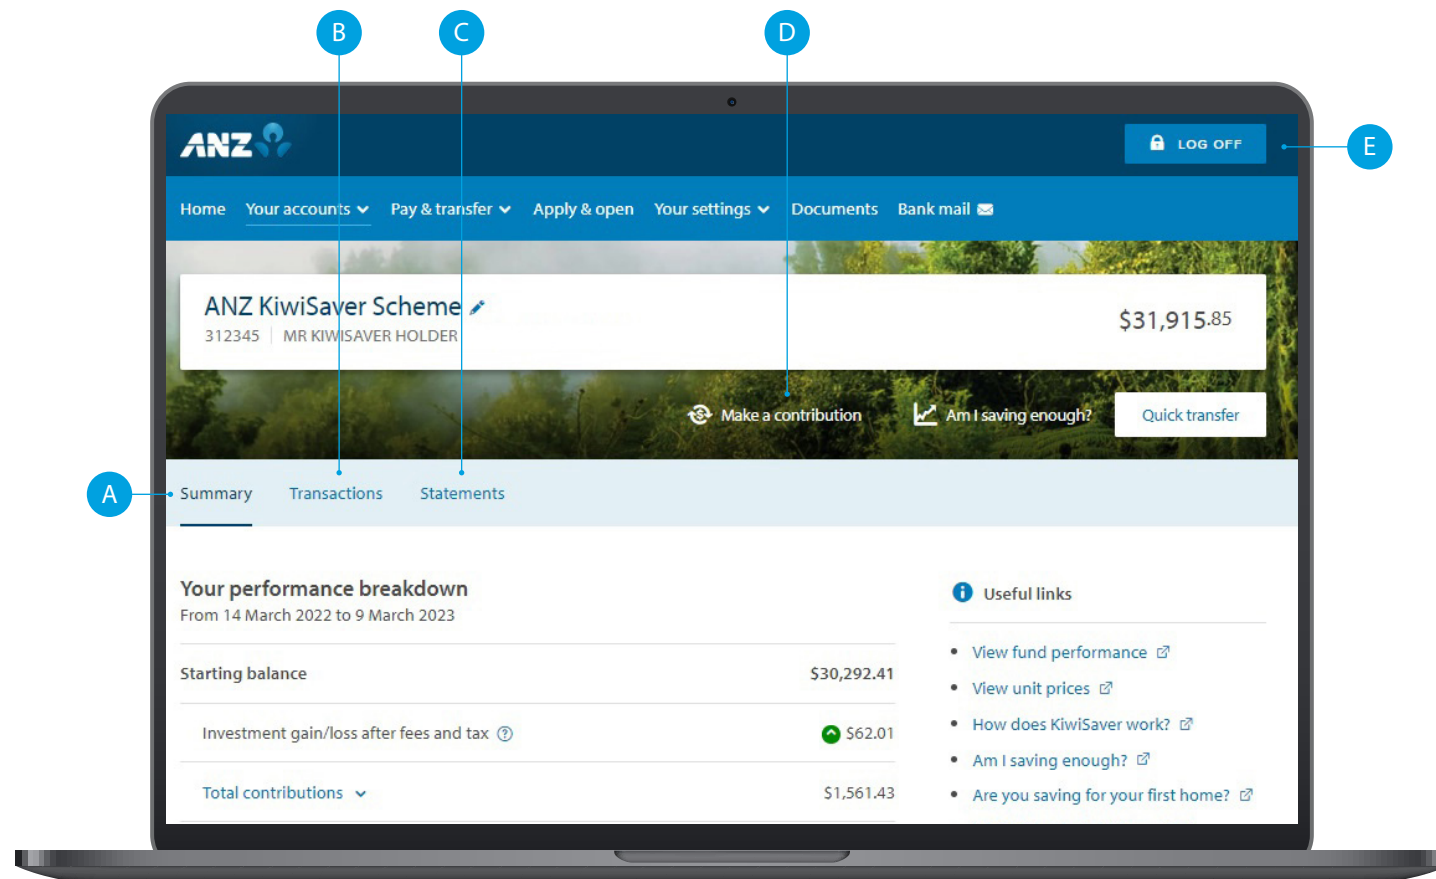 B
C
D
ANZ
LOG OFF
E
Home Your accounts Pay & transfer Apply & open Your settings Documents Bank mail
ANZ KiwiSaver Scheme
312345 MR KIWISAVER HOLDER
$31,915.85
Make a contribution Am I saving enough? Quick transfer
A
Summary Transactions Statements
Your performance breakdown
From 14 March 2022 to 9 March 2023
Starting balance $30,292.41
Investment gain/loss after fees and tax ? $62.01
Total contributions $1,561.43
Useful links
• View fund performance
• View unit prices
• How does KiwiSaver work?
• Am I saving enough?
• Are you saving for your first home?